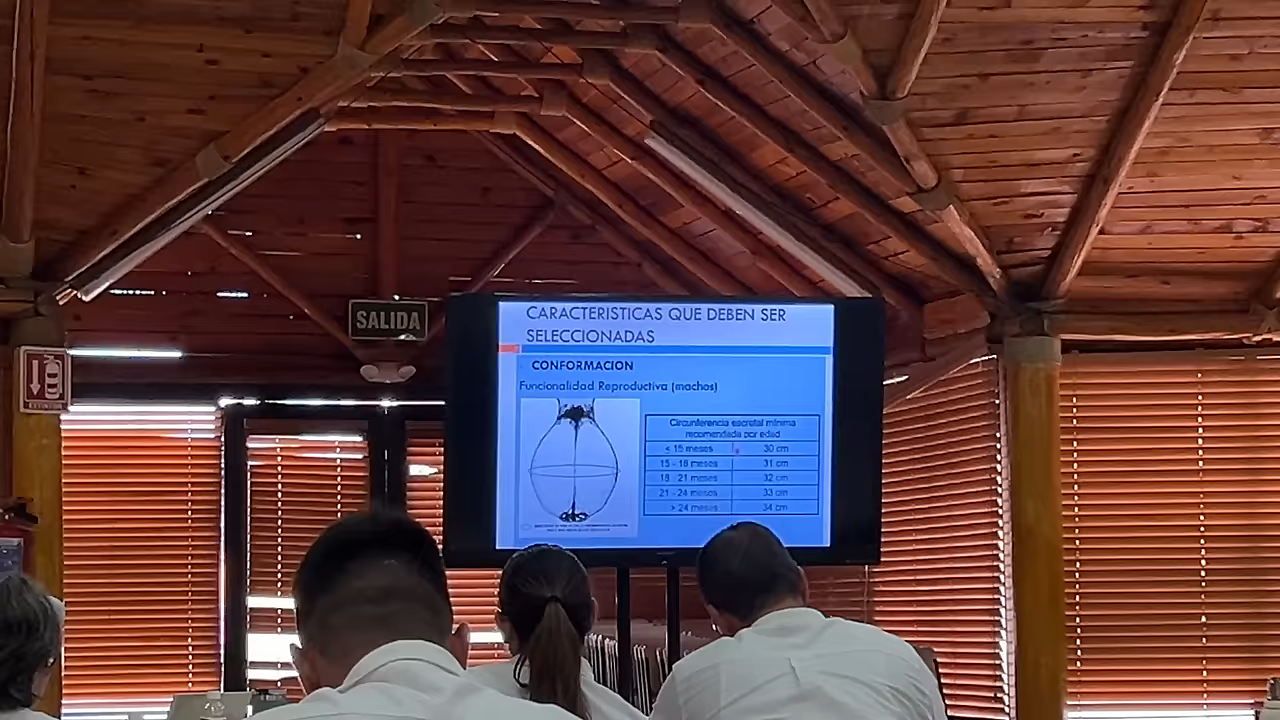 SALIDA
EXTINTOR
CARACTERISTICAS QUE DEBEN SER
SELECCIONADAS
CONFORMACION
Funcionalidad Reproductiva (machos)
Circunferencia escrotal mínima
recomendada por edad
≤ 15 meses 30 cm
15 - 18 meses 31 cm
18 - 21 meses 32 cm
21 - 24 meses 33 cm
> 24 meses 34 cm